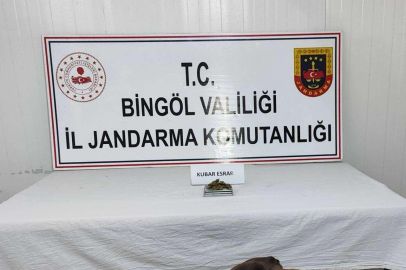 T.C.
BİNGÖL VALİLİĞİ
İL JANDARMA KOMUTANLIĞI
KUBAR ESRAR